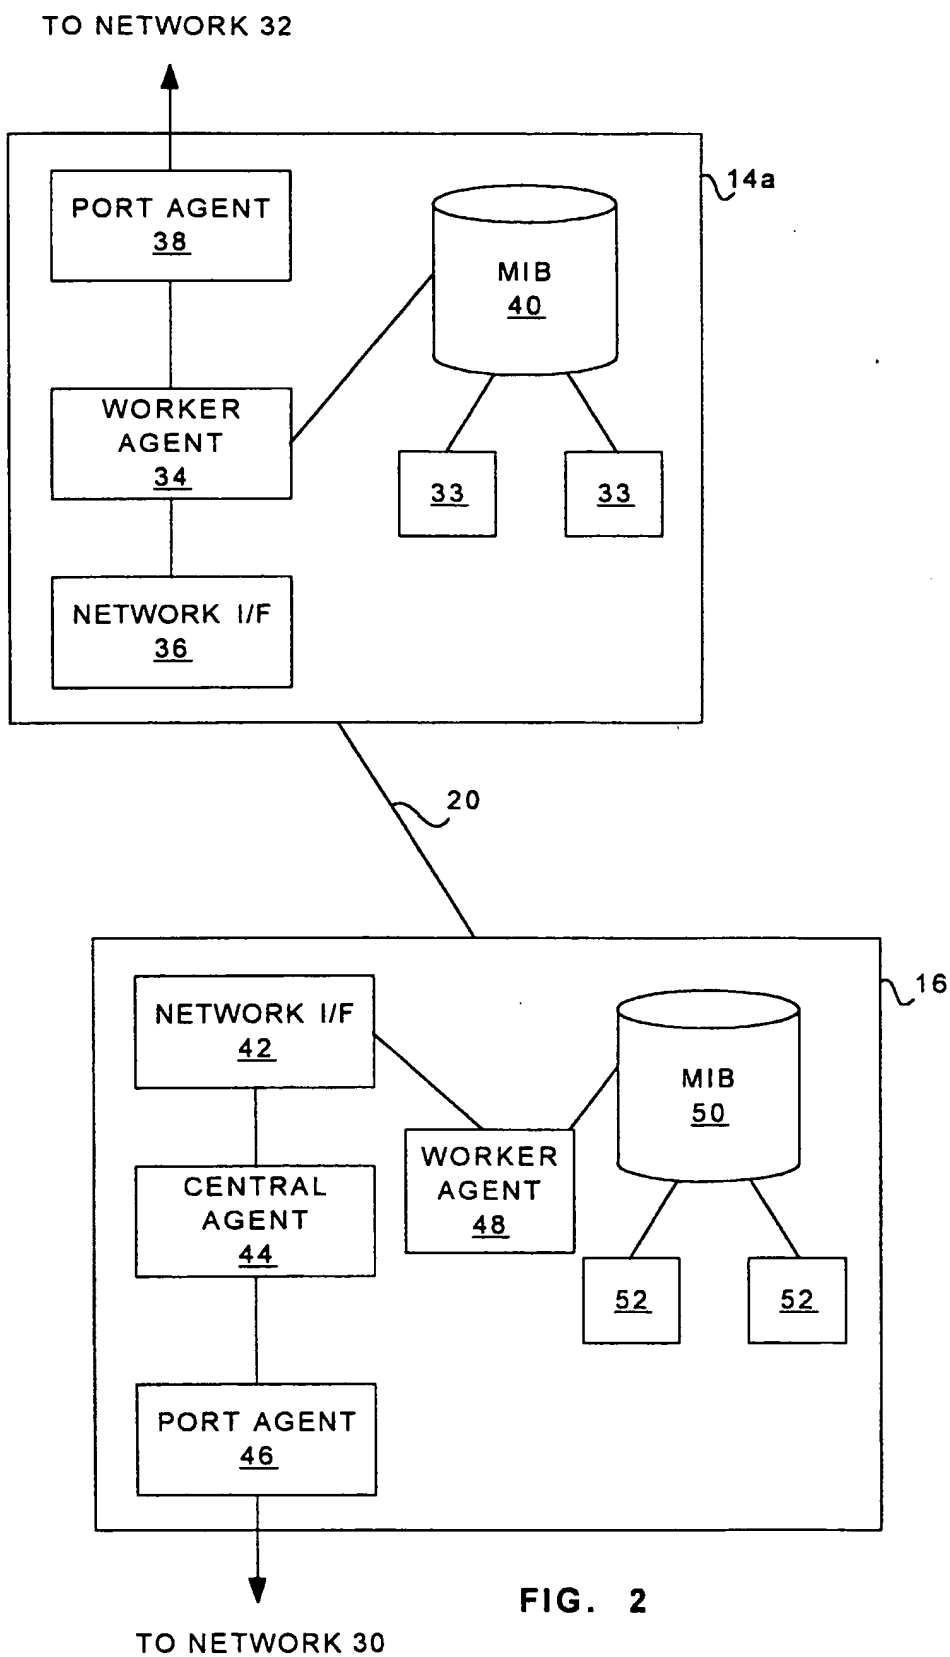 TO NETWORK 32
14a
PORT AGENT
38
MIB
40
WORKER
AGENT
34
33
33
NETWORK I/F
36
20
16
NETWORK I/F
42
MIB
50
WORKER
AGENT
48
CENTRAL
AGENT
44
52
52
PORT AGENT
46
FIG. 2
TO NETWORK 30